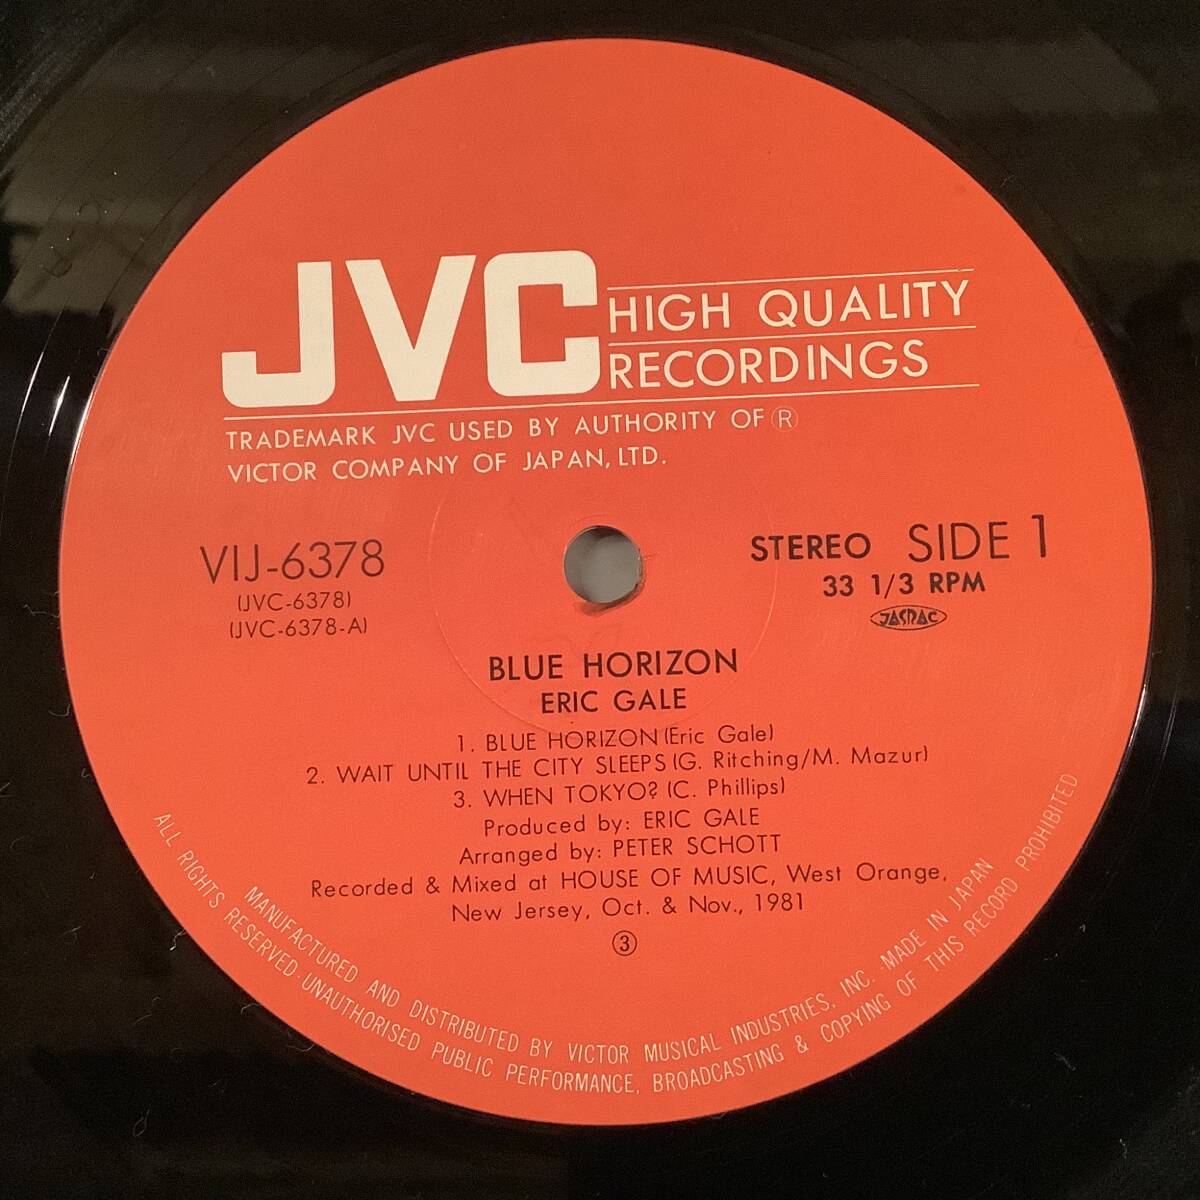 JVC
HIGH QUALITY
RECORDINGS
TRADEMARK JVC USED BY AUTHORITY OF Ⓡ
VICTOR COMPANY OF JAPAN, LTD.
VIJ-6378
(JVC-6378)
(JVC-6378-A)
STEREO SIDE 1
33 1/3 RPM
JASRAC
BLUE HORIZON
ERIC GALE
1. BLUE HORIZON (Eric Gale)
2. WAIT UNTIL THE CITY SLEEPS (G. Ritching/M. Mazur)
3. WHEN TOKYO? (C. Phillips)
Produced by: ERIC GALE
Arranged by: PETER SCHOTT
Recorded & Mixed at HOUSE OF MUSIC, West Orange,
New Jersey, Oct. & Nov., 1981
③
MANUFACTURED AND DISTRIBUTED BY VICTOR MUSICAL INDUSTRIES, INC. MADE IN JAPAN
ALL RIGHTS RESERVED·UNAUTHORISED PUBLIC PERFORMANCE, BROADCASTING & COPYING OF THIS RECORD PROHIBITED